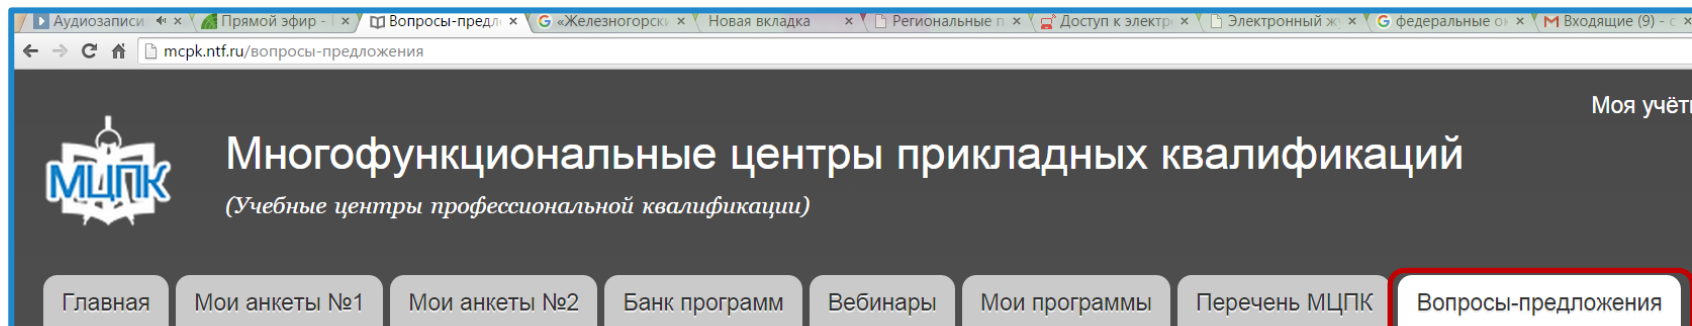 Аудиозаписи Прямой эфир - Вопросы-предл «Железногорск Новая вкладка Региональные п Доступ к электр Электронный ж федеральные о Входящие (9) - с
mcpk.ntf.ru/вопросы-предложения
Моя учёт
МЦПК
Многофункциональные центры прикладных квалификаций
(Учебные центры профессиональной квалификации)
Главная Мои анкеты №1 Мои анкеты №2 Банк программ Вебинары Мои программы Перечень МЦПК Вопросы-предложения